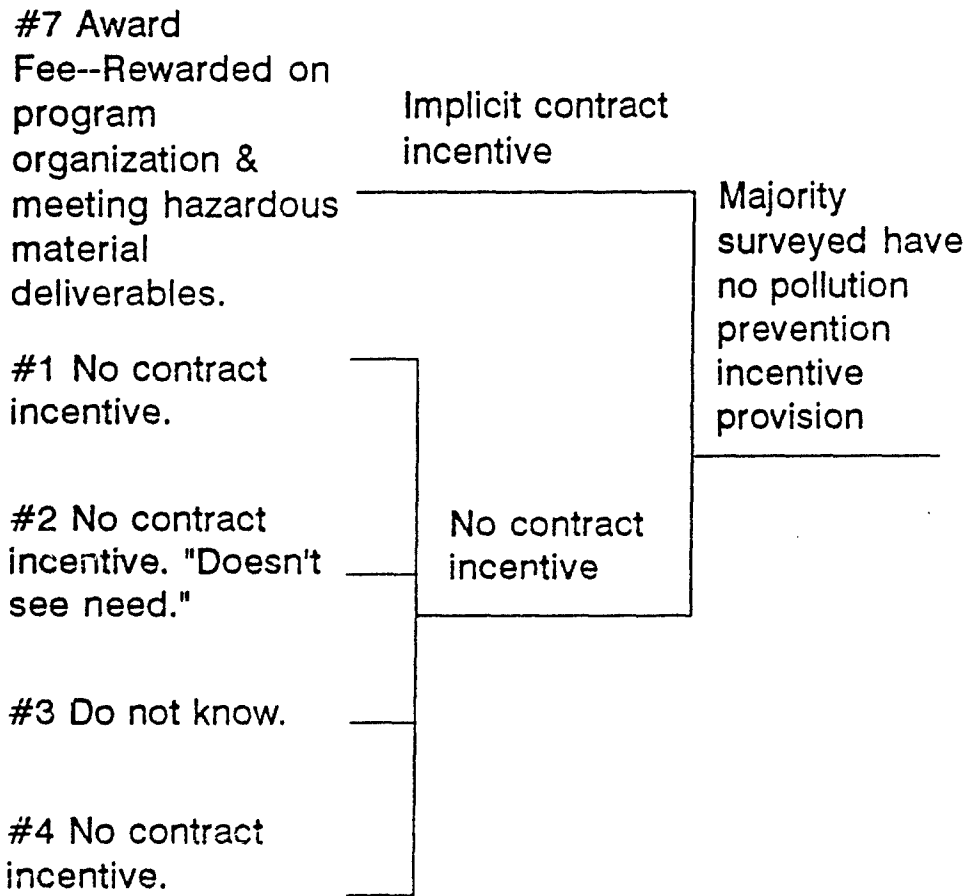 #7 Award
Fee--Rewarded on
program
organization &
meeting hazardous
material
deliverables.
Implicit contract
incentive
Majority
surveyed have
no pollution
prevention
incentive
provision
#1 No contract
incentive.
#2 No contract
incentive. "Doesn't
see need."
No contract
incentive
#3 Do not know.
#4 No contract
incentive.